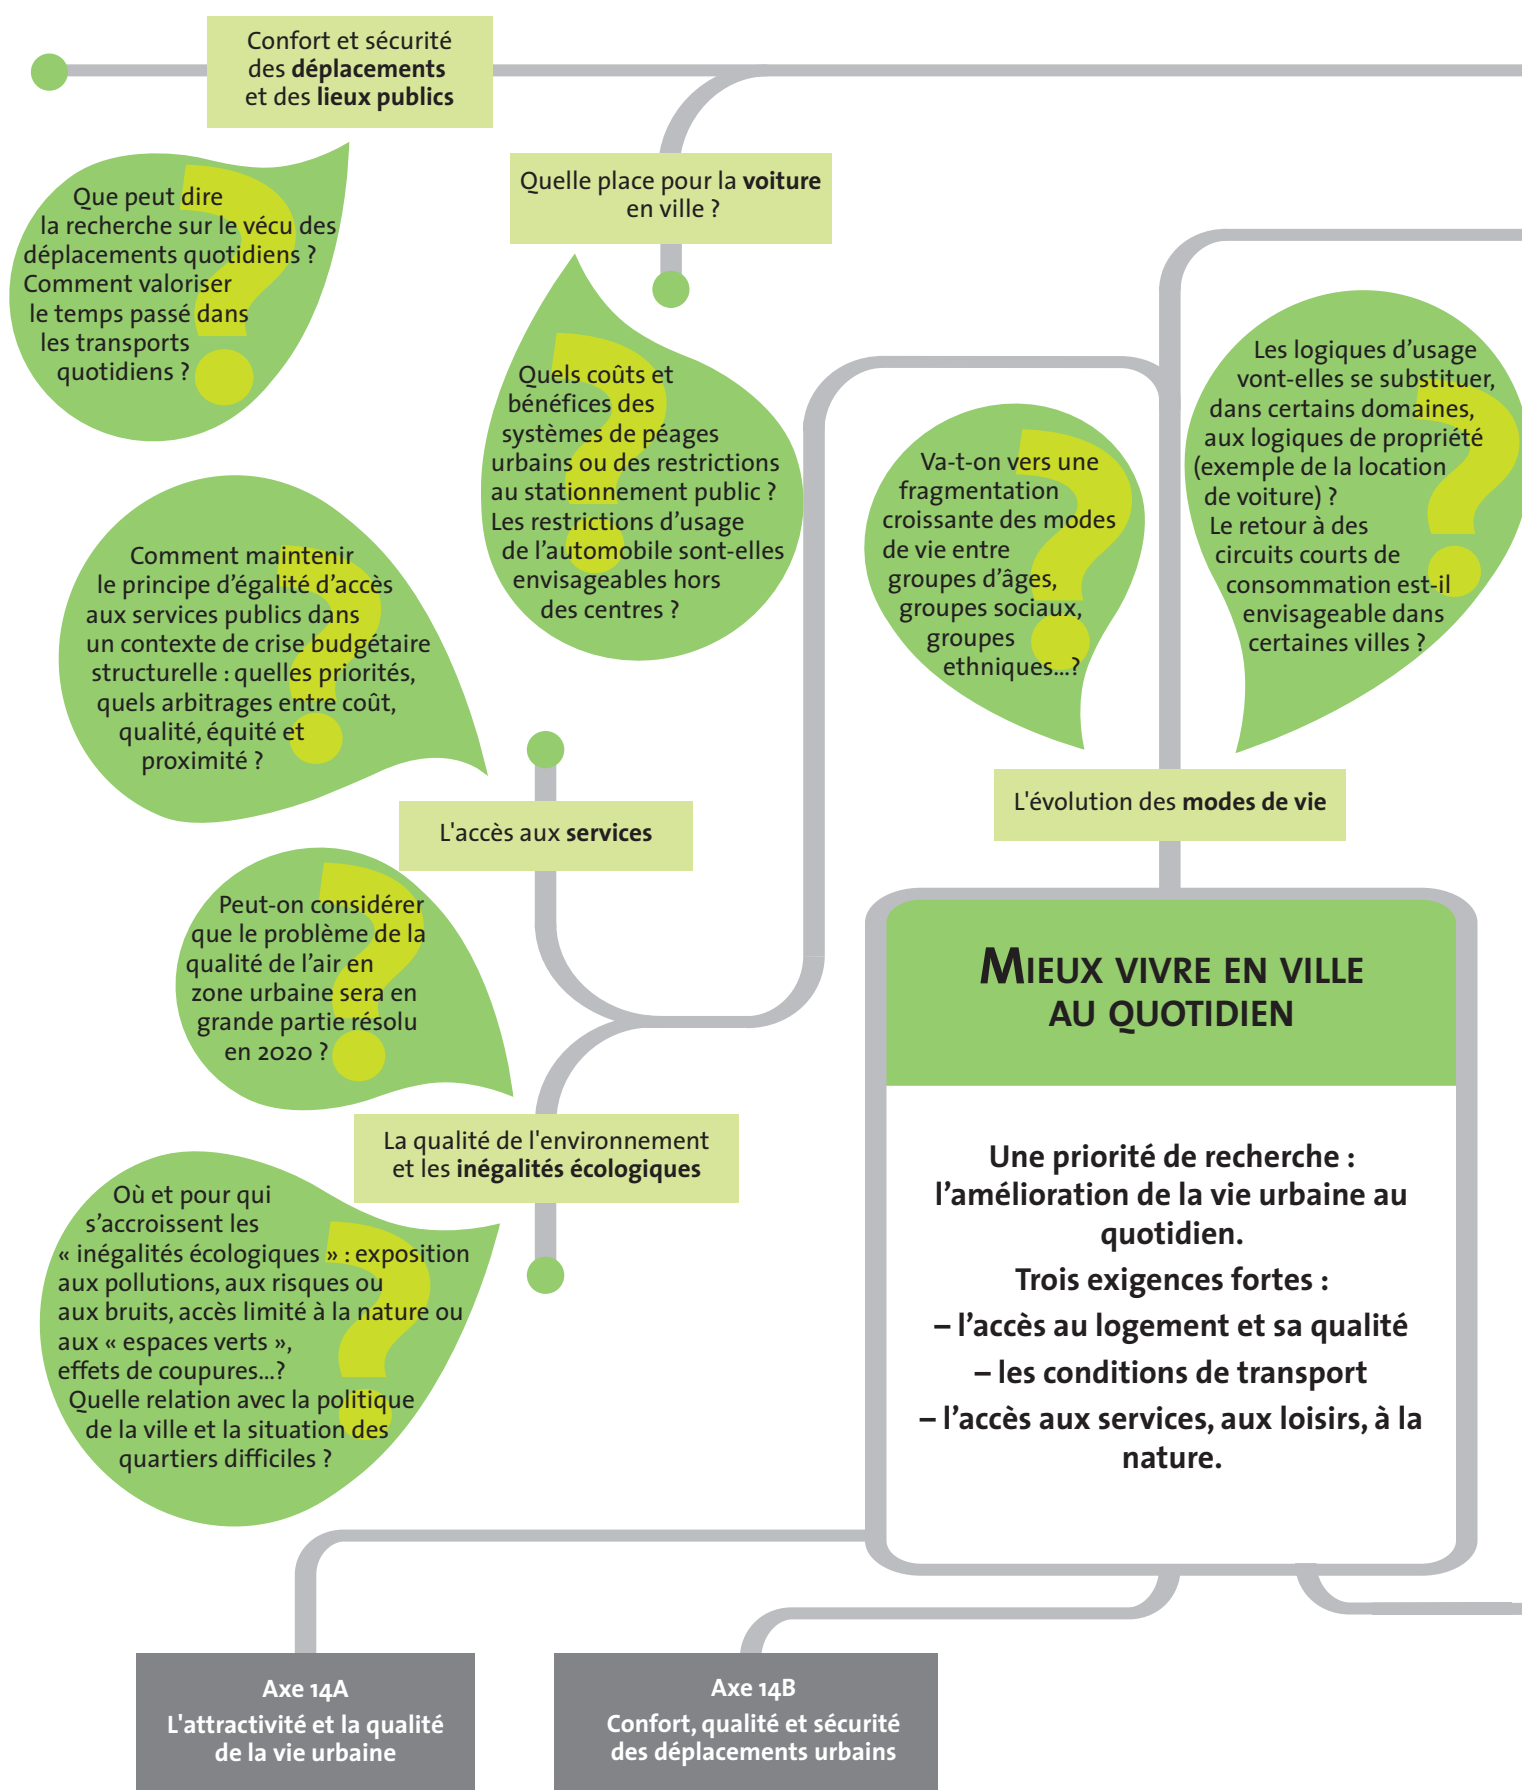 Confort et sécurité
des déplacements
et des lieux publics
Que peut dire
la recherche sur le vécu des
déplacements quotidiens ?
Comment valoriser
le temps passé dans
les transports
quotidiens ?
Quelle place pour la voiture
en ville ?
Quels coûts et
bénéfices des
systèmes de péages
urbains ou des restrictions
au stationnement public ?
Les restrictions d’usage
de l’automobile sont-elles
envisageables hors
des centres ?
Les logiques d’usage
vont-elles se substituer,
dans certains domaines,
aux logiques de propriété
(exemple de la location
de voiture) ?
Le retour à des
circuits courts de
consommation est-il
envisageable dans
certaines villes ?
Va-t-on vers une
fragmentation
croissante des modes
de vie entre
groupes d’âges,
groupes sociaux,
groupes
ethniques...?
Comment maintenir
le principe d’égalité d’accès
aux services publics dans
un contexte de crise budgétaire
structurelle : quelles priorités,
quels arbitrages entre coût,
qualité, équité et
proximité ?
L'accès aux services
L'évolution des modes de vie
Peut-on considérer
que le problème de la
qualité de l’air en
zone urbaine sera en
grande partie résolu
en 2020 ?
La qualité de l'environnement
et les inégalités écologiques
Où et pour qui
s’accroissent les
« inégalités écologiques » : exposition
aux pollutions, aux risques ou
aux bruits, accès limité à la nature ou
aux « espaces verts »,
effets de coupures...?
Quelle relation avec la politique
de la ville et la situation des
quartiers difficiles ?
MIEUX VIVRE EN VILLE
AU QUOTIDIEN
Une priorité de recherche :
l’amélioration de la vie urbaine au
quotidien.
Trois exigences fortes :
– l’accès au logement et sa qualité
– les conditions de transport
– l’accès aux services, aux loisirs, à la
nature.
Axe 14A
L'attractivité et la qualité
de la vie urbaine
Axe 14B
Confort, qualité et sécurité
des déplacements urbains